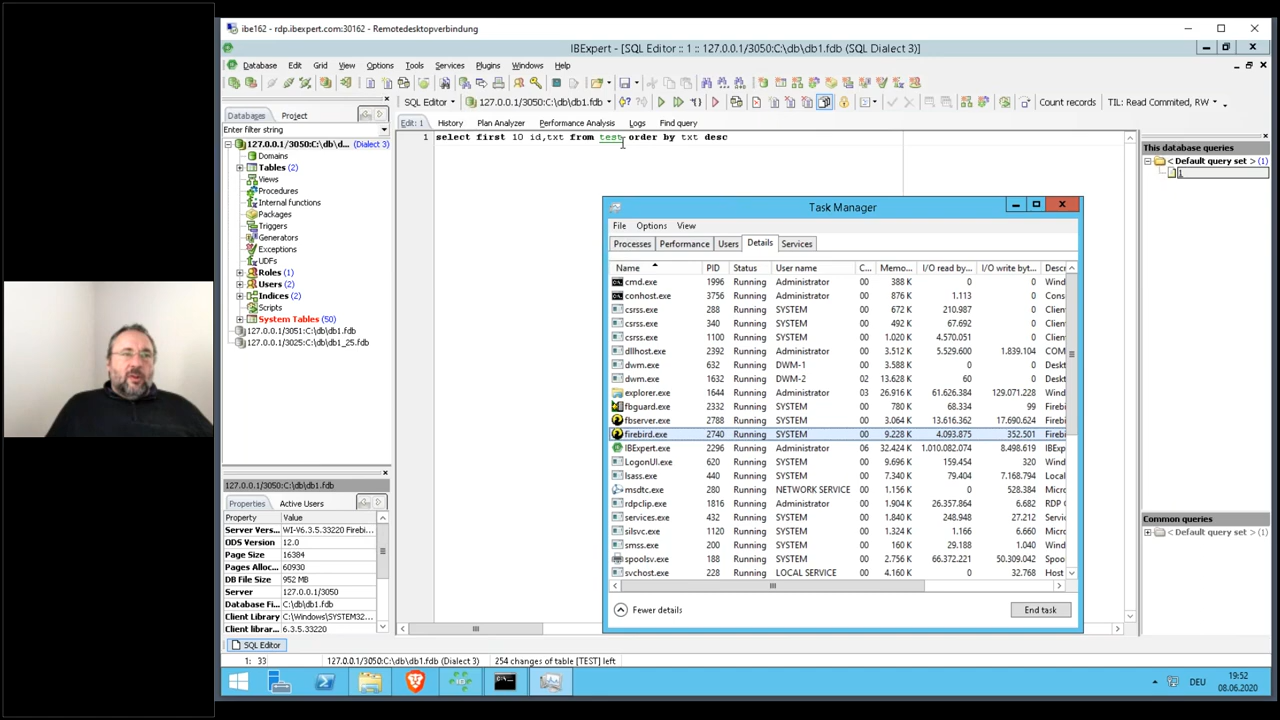 ibe162 - rdp.ibexpert.com:30162 - Remotedesktopverbindung
IBExpert - [SQL Editor :: 1 :: 127.0.0.1/3050:C:\db\db1.fdb (SQL Dialect 3)]
Database Edit Grid View Options Tools Services Plugins Windows Help
SQL Editor 127.0.0.1/3050:C:\db\db1.fdb Count records TIL: Read Commited, RW
Databases Project
Enter filter string
Edit: 1 History Plan Analyzer Performance Analysis Logs Find query
1 select first 10 id,txt from test order by txt desc
127.0.0.1/3050:C:\db\d... (Dialect 3)
Domains
Tables (2)
Views
Procedures
Internal functions
Packages
Triggers
Generators
Exceptions
UDFs
Roles (1)
Users (2)
Indices (2)
Scripts
System Tables (50)
127.0.0.1/3051:C:\db\db1.fdb
127.0.0.1/3025:C:\db\db1_25.fdb
This database queries
< Default query set > (1)
1
Task Manager
File Options View
Processes Performance Users Details Services
Name PID Status User name C... Memo... I/O read by... I/O write byt... Descr
cmd.exe 1996 Running Administrator 00 388 K 0 0 Wind
conhost.exe 3756 Running Administrator 00 876 K 1.113 0 Cons
csrss.exe 288 Running SYSTEM 00 672 K 210.987 0 Client
csrss.exe 340 Running SYSTEM 00 492 K 67.692 0 Client
csrss.exe 1100 Running SYSTEM 00 1.020 K 4.570.051 0 Client
dllhost.exe 2392 Running Administrator 00 3.512 K 5.529.600 1.839.104 COM
dwm.exe 632 Running DWM-1 00 3.588 K 0 0 Deskt
dwm.exe 1632 Running DWM-2 02 13.628 K 60 0 Deskt
explorer.exe 1644 Running Administrator 03 26.916 K 61.626.384 129.071.228 Wind
fbguard.exe 2332 Running SYSTEM 00 780 K 68.334 99 Firebi
fbserver.exe 2788 Running SYSTEM 00 3.064 K 13.616.362 17.690.624 Firebi
firebird.exe 2740 Running SYSTEM 00 9.228 K 4.093.875 352.501 Firebi
IBExpert.exe 2296 Running Administrator 06 32.424 K 1.010.082.074 8.498.619 IBExp
LogonUI.exe 620 Running SYSTEM 00 9.696 K 159.454 320 Wind
lsass.exe 440 Running SYSTEM 00 7.340 K 79.404 7.168.794 Local
msdtc.exe 280 Running NETWORK SERVICE 00 1.156 K 0 528.384 Micro
rdpclip.exe 1816 Running Administrator 00 1.904 K 26.357.864 6.682 RDP
services.exe 432 Running SYSTEM 00 1.840 K 248.948 27.212 Servic
silsvc.exe 1120 Running SYSTEM 00 1.324 K 1.166 6.660 Servic
smss.exe 200 Running SYSTEM 00 160 K 29.188 1.040 Wind
spoolsv.exe 188 Running SYSTEM 00 66.372.221 50.309.042 Spool
svchost.exe 228 Running LOCAL SERVICE 00 4.160 K 0 32.768 Host
Fewer details End task
127.0.0.1/3050:C:\db\db1.fdb
Properties Active Users
Property Value
Server Vers... WI-V6.3.5.33220 Firebi...
ODS Version 12.0
Page Size 16384
Pages Alloc... 60930
DB File Size 952 MB
Server 127.0.0.1/3050
Database Fi... C:\db\db1.fdb
Client Library C:\Windows\SYSTEM32...
Client librar... 6.3.5.33220
Common queries
< Default query set > (0)
SQL Editor
1: 33 127.0.0.1/3050:C:\db\db1.fdb (Dialect 3) 254 changes of table [TEST] left
DEU
19:52
08.06.2020